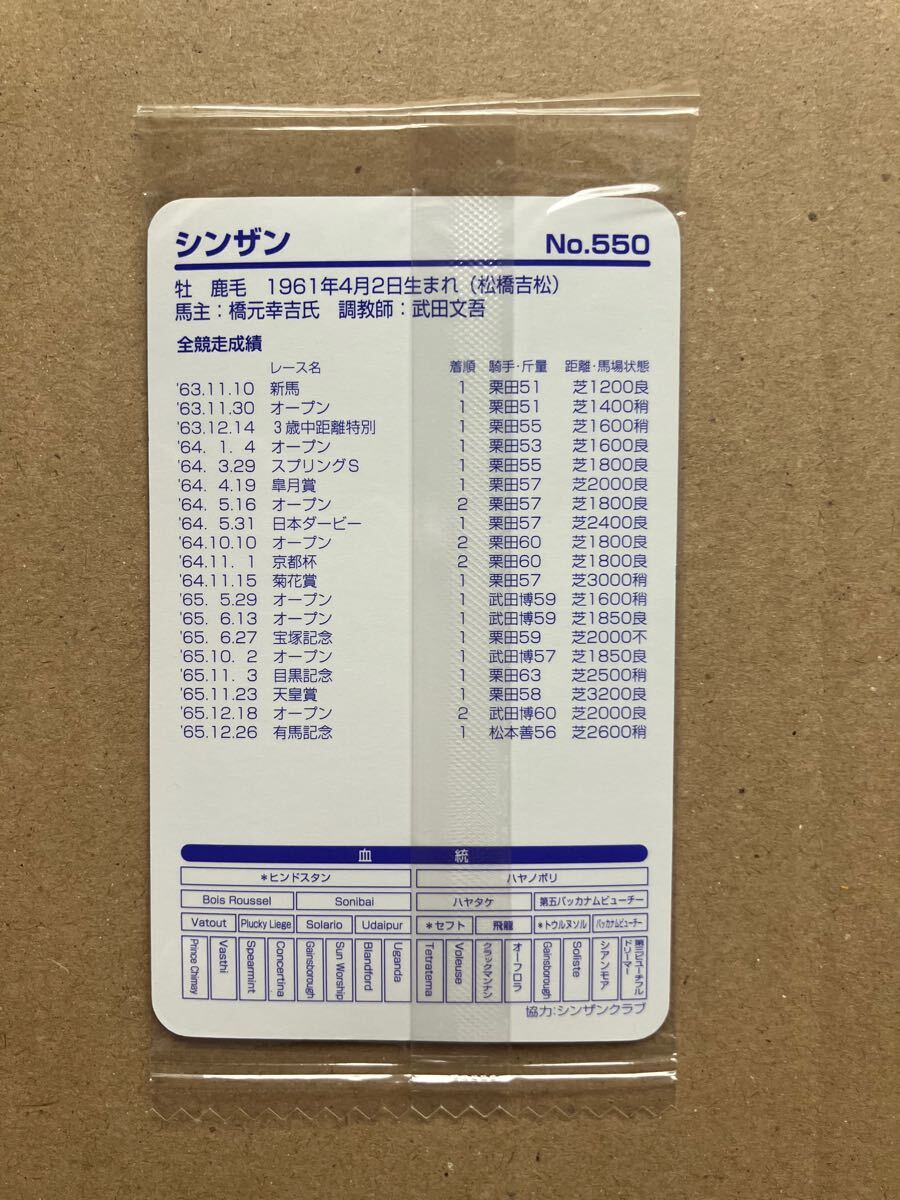 シンザン No.550
牡 鹿毛 1961年4月2日生まれ（松橋吉松）
馬主：橋元幸吉氏 調教師：武田文吾
全競走成績
レース名 着順 騎手・斤量 距離・馬場状態
'63.11.10 新馬 1 栗田51 芝1200良
'63.11.30 オープン 1 栗田51 芝1400稍
'63.12.14 3歳中距離特別 1 栗田55 芝1600稍
'64. 1. 4 オープン 1 栗田53 芝1600良
'64. 3.29 スプリングS 1 栗田55 芝1800良
'64. 4.19 皐月賞 1 栗田57 芝2000良
'64. 5.16 オープン 2 栗田57 芝1800良
'64. 5.31 日本ダービー 1 栗田57 芝2400良
'64.10.10 オープン 2 栗田60 芝1800良
'64.11. 1 京都杯 2 栗田60 芝1800良
'64.11.15 菊花賞 1 栗田57 芝3000稍
'65. 5.29 オープン 1 武田博59 芝1600稍
'65. 6.13 オープン 1 武田博59 芝1850良
'65. 6.27 宝塚記念 1 栗田59 芝2000不
'65.10. 2 オープン 1 武田博57 芝1850良
'65.11. 3 目黒記念 1 栗田63 芝2500稍
'65.11.23 天皇賞 1 栗田58 芝3200良
'65.12.18 オープン 2 武田博60 芝2000良
'65.12.26 有馬記念 1 松本善56 芝2600稍
血統
*ヒンドスタン ハヤノボリ
Bois Roussel Sonibai ハヤタケ 第五バッカナムビューチー
Vatout Plucky Liege Solario Udaipur *セフト 飛龍 *トウルヌソル バッカナムビューチー
Prince Chimay Vasthi Spearmint Concertina Gainsborough Sun Worship Blandford Uganda Tetratema Voleuse クラックマンナン オーフロラ Gainsborough Soliste シアンモア 第三ビューチフルドリーマー
協力：シンザンクラブ